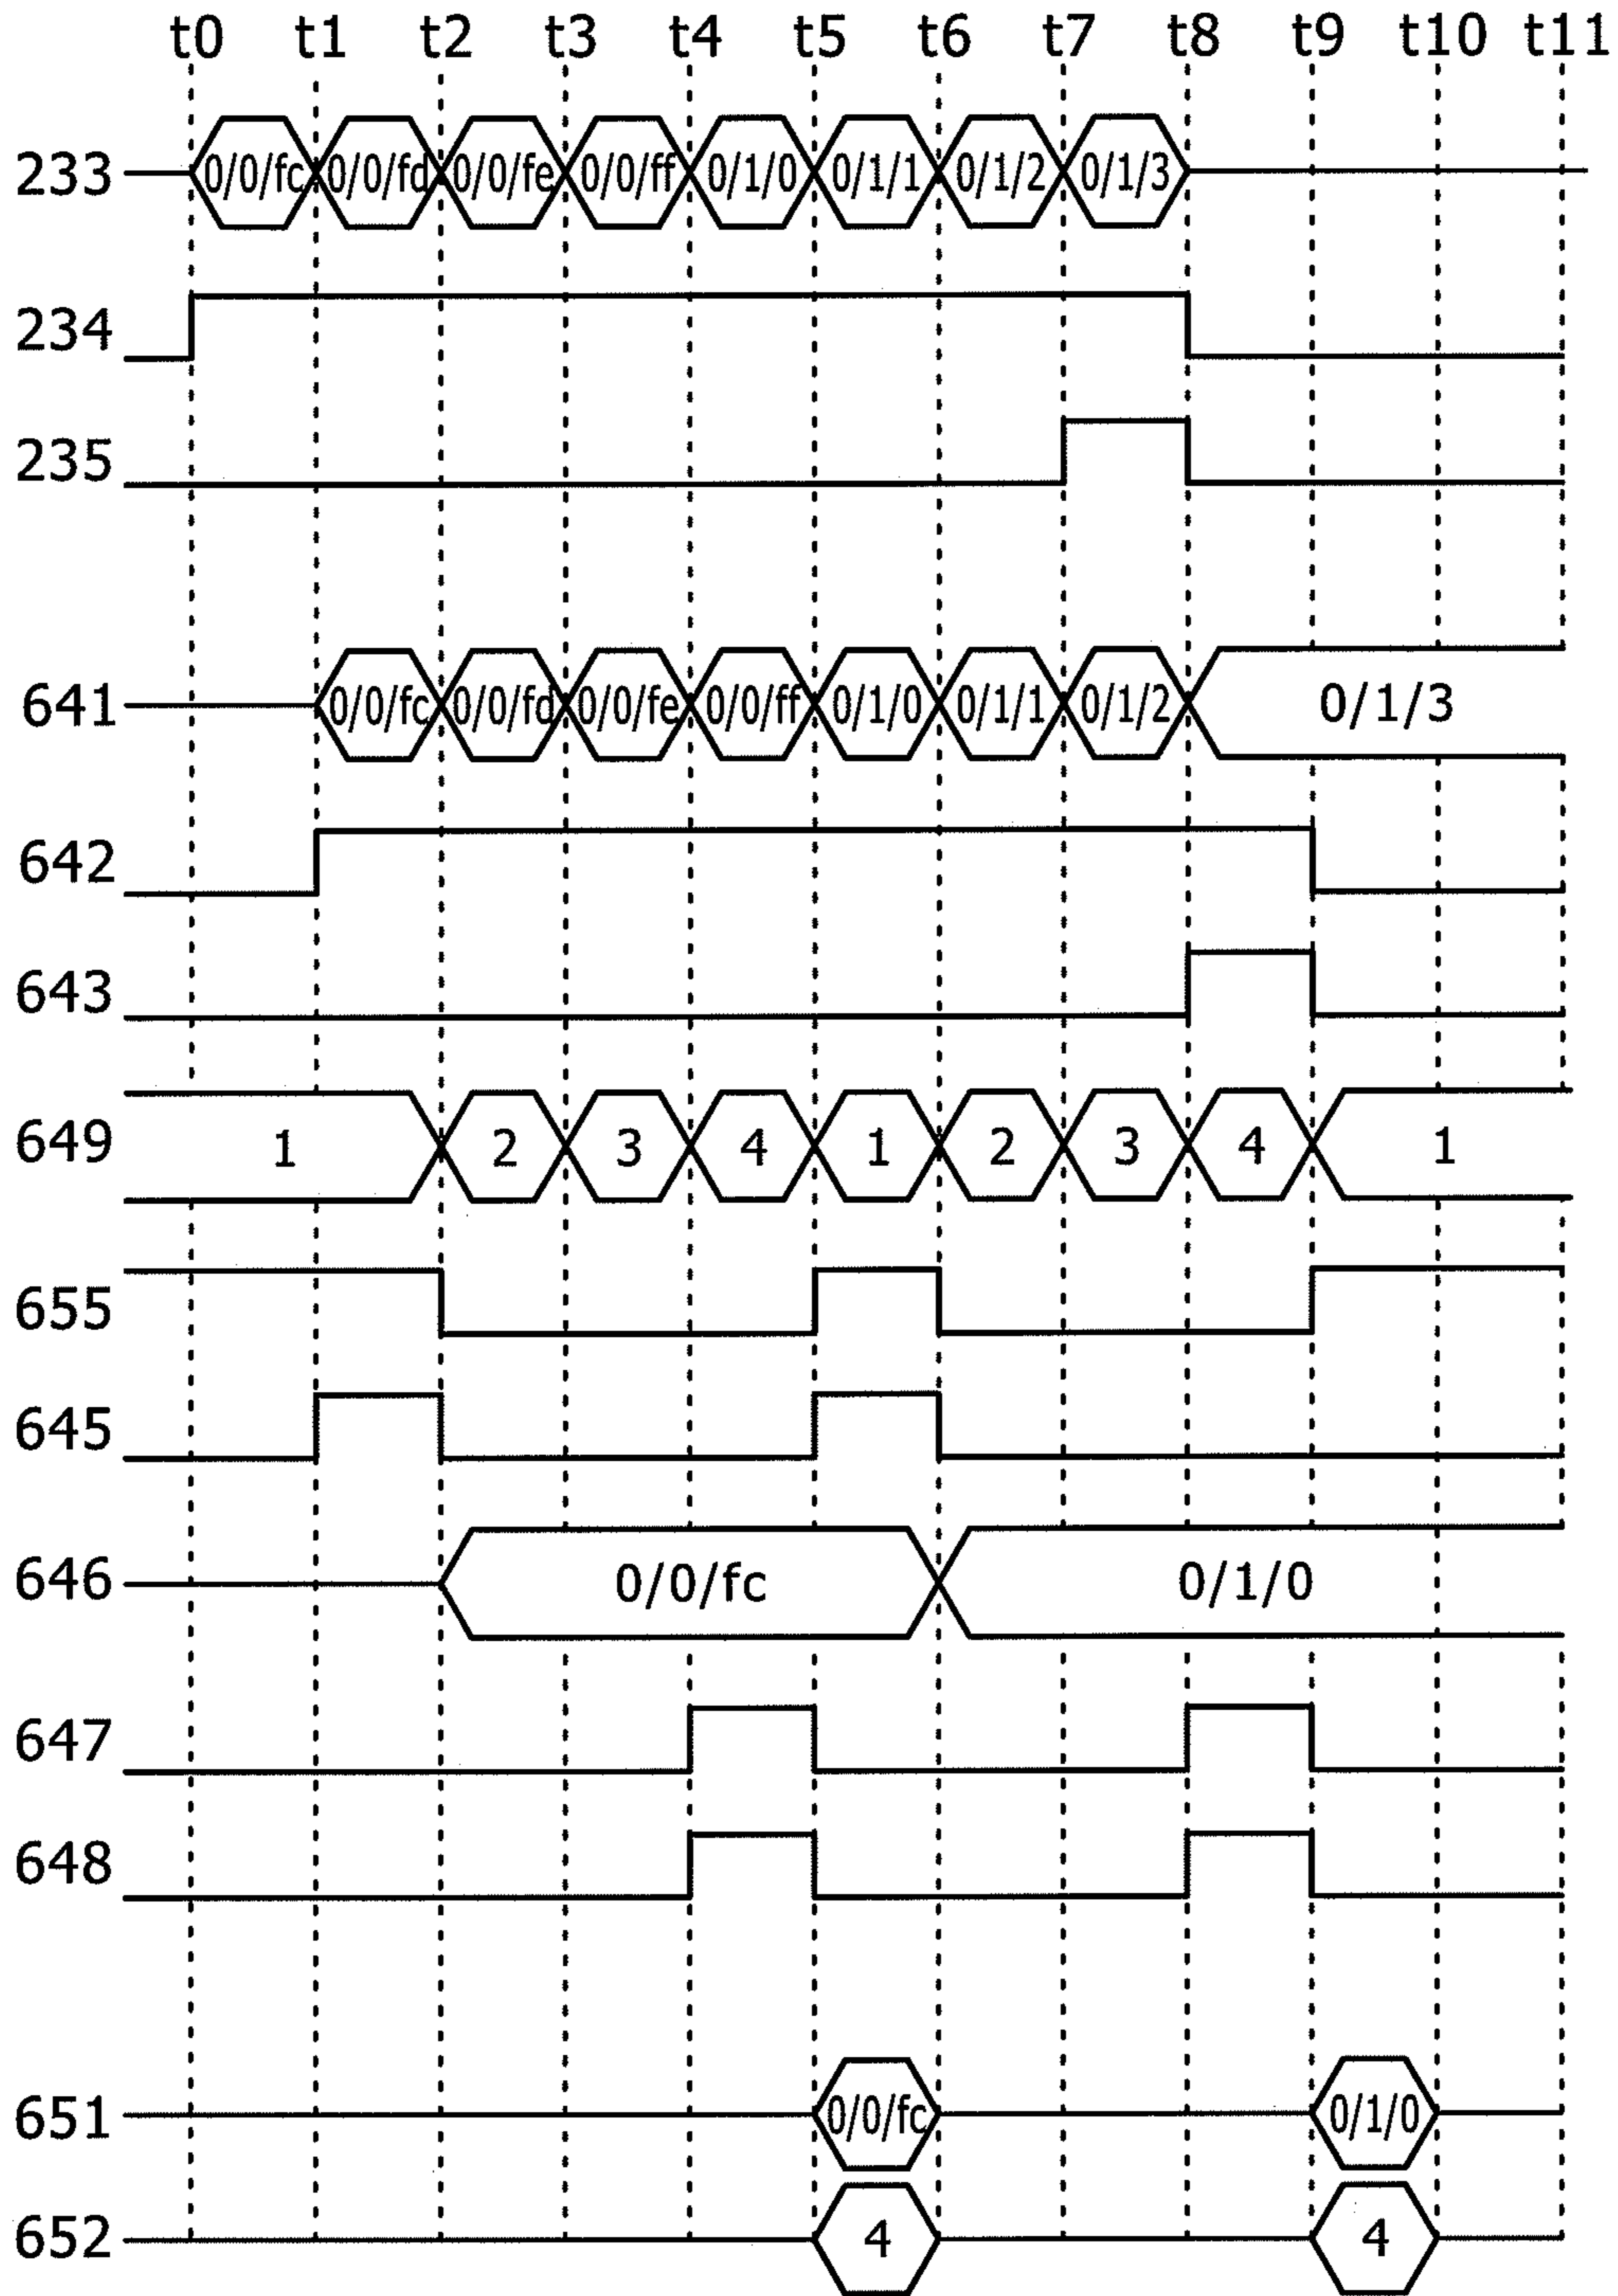 t0 t1 t2 t3 t4 t5 t6 t7 t8 t9 t10 t11
233 0/0/fc 0/0/fd 0/0/fe 0/0/ff 0/1/0 0/1/1 0/1/2 0/1/3
234
235
641 0/0/fc 0/0/fd 0/0/fe 0/0/ff 0/1/0 0/1/1 0/1/2 0/1/3
642
643
649 1 2 3 4 1 2 3 4 1
655
645
646 0/0/fc 0/1/0
647
648
651 0/0/fc 0/1/0
652 4 4